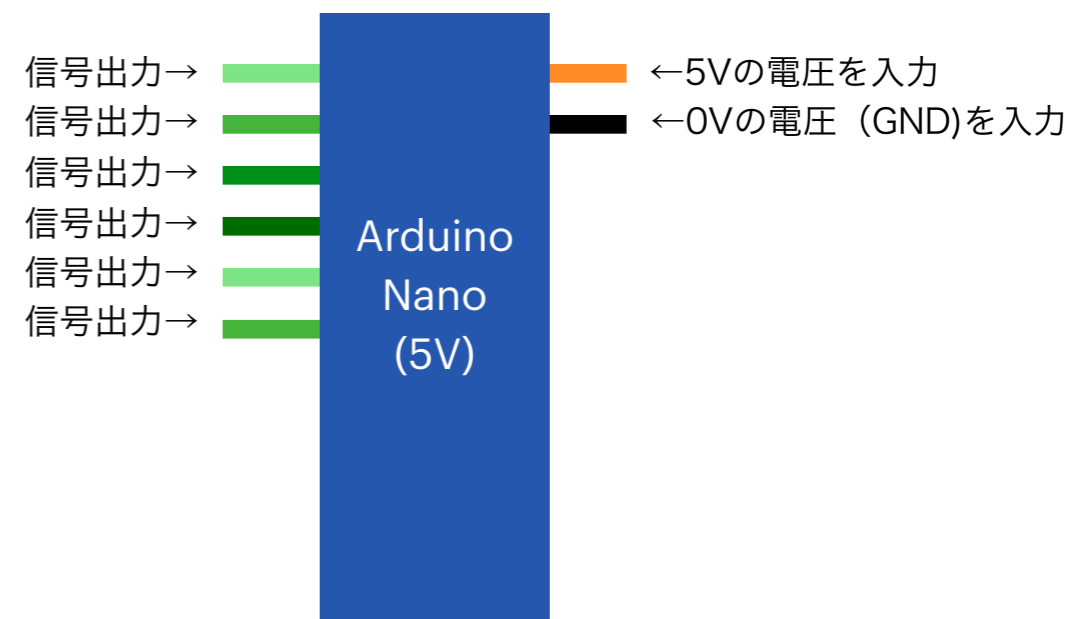 信号出力→
信号出力→
信号出力→
信号出力→
信号出力→
信号出力→
Arduino
Nano
(5V)
←5Vの電圧を入力
←0Vの電圧（GND)を入力